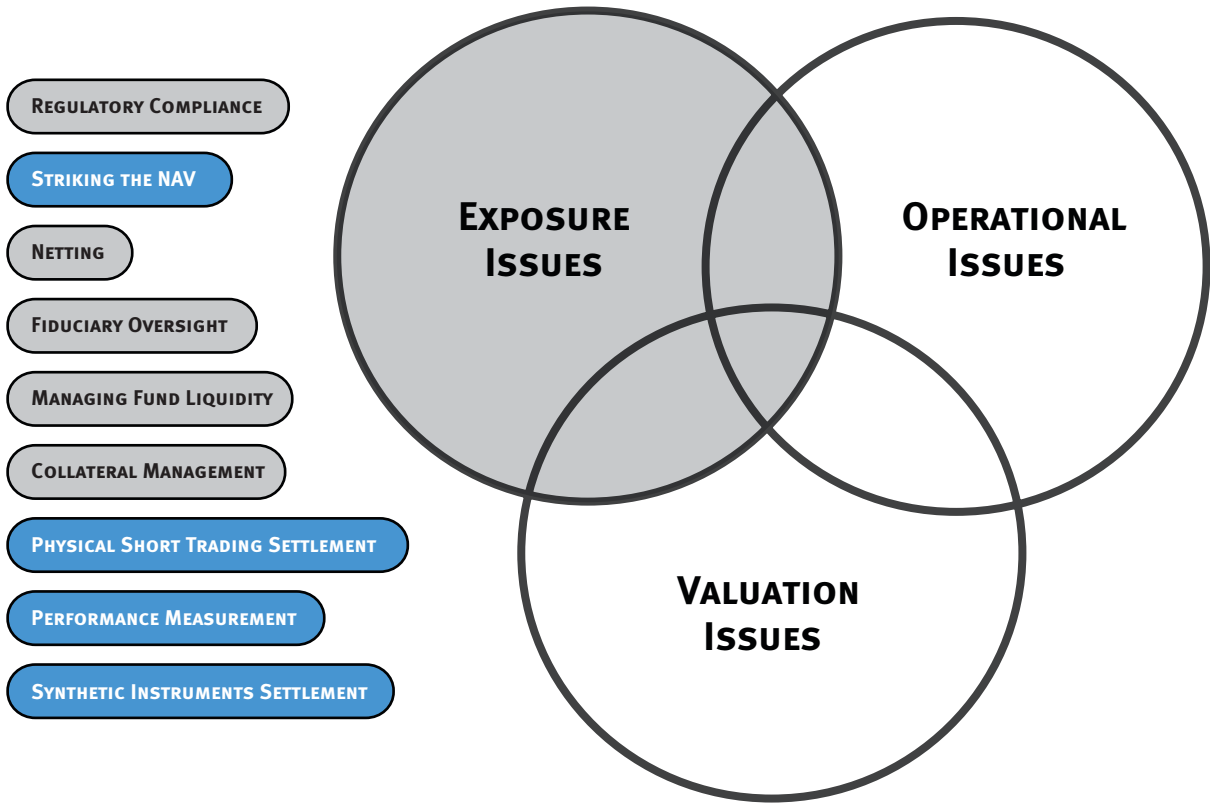 Regulatory Compliance
Striking the NAV
Netting
Fiduciary Oversight
Managing Fund Liquidity
Collateral Management
Physical Short Trading Settlement
Performance Measurement
Synthetic Instruments Settlement
Exposure
Issues
Operational
Issues
Valuation
Issues